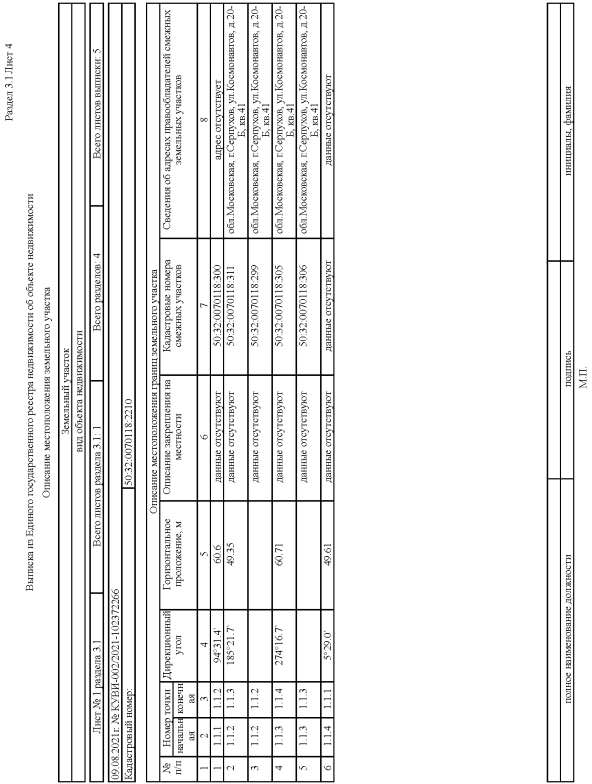 Раздел 3.1 Лист 4
Выписка из Единого государственного реестра недвижимости об объекте недвижимости
Описание местоположения земельного участка
Земельный участок
вид объекта недвижимости
Лист № 1 раздела 3.1 Всего листов раздела 3.1: 1 Всего разделов: 4 Всего листов выписки: 5
09.08.2021г. № КУВИ-002/2021-102372266
Кадастровый номер: 50:32:0070118:2210
Описание местоположения границ земельного участка
№ п/п Номер точки Дирекционный угол Горизонтальное проложение, м Описание закрепления на местности Кадастровые номера смежных участков Сведения об адресах правообладателей смежных земельных участков
начальная конечная
1 2 3 4 5 6 7 8
1 1.1.1 1.1.2 94°31.4' 60.6 данные отсутствуют 50:32:0070118:300 адрес отсутствует
2 1.1.2 1.1.3 185°21.7' 49.35 данные отсутствуют 50:32:0070118:311 обл.Московская, г.Серпухов, ул.Космонавтов, д.20-
Б, кв.41
3 1.1.2 1.1.2 данные отсутствуют 50:32:0070118:299 обл.Московская, г.Серпухов, ул.Космонавтов, д.20-
Б, кв.41
4 1.1.3 1.1.4 274°16.7' 60.71 данные отсутствуют 50:32:0070118:305 обл.Московская, г.Серпухов, ул.Космонавтов, д.20-
Б, кв.41
5 1.1.3 1.1.3 данные отсутствуют 50:32:0070118:306 обл.Московская, г.Серпухов, ул.Космонавтов, д.20-
Б, кв.41
6 1.1.4 1.1.1 5°29.0' 49.61 данные отсутствуют данные отсутствуют данные отсутствуют
полное наименование должности подпись инициалы, фамилия
М.П.